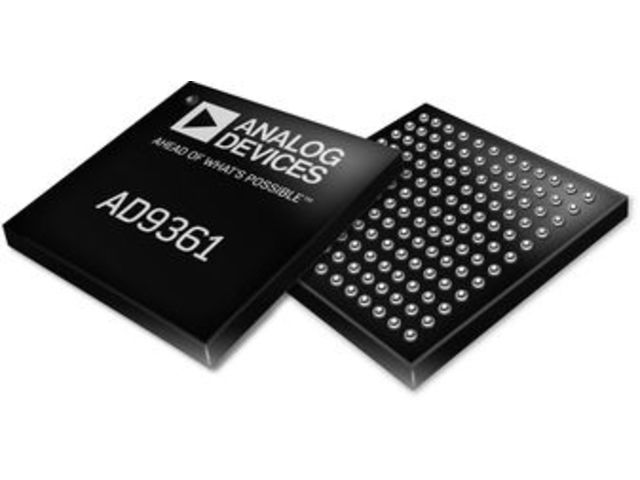 ANALOG
DEVICES
AHEAD OF WHAT'S POSSIBLE™
AD9361